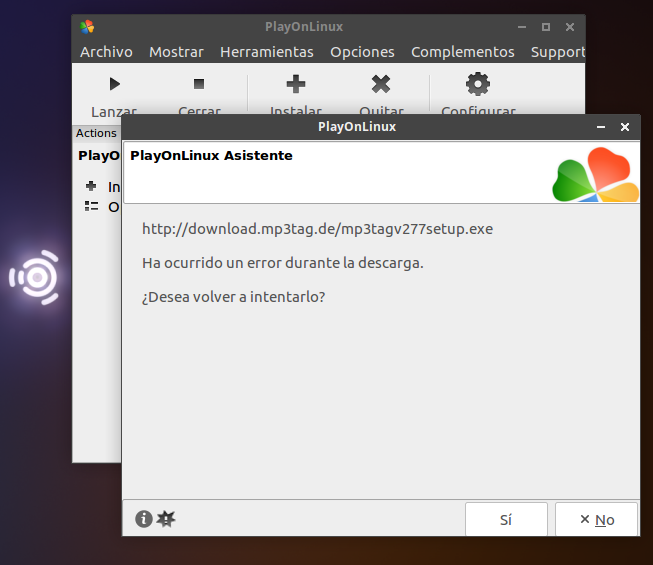 PlayOnLinux
Archivo Mostrar Herramientas Opciones Complementos Support
Lanzar Cerrar Instalar Quitar Configurar
Actions
PlayO
In
O
PlayOnLinux
PlayOnLinux Asistente
http://download.mp3tag.de/mp3tagv277setup.exe
Ha ocurrido un error durante la descarga.
¿Desea volver a intentarlo?
Sí No